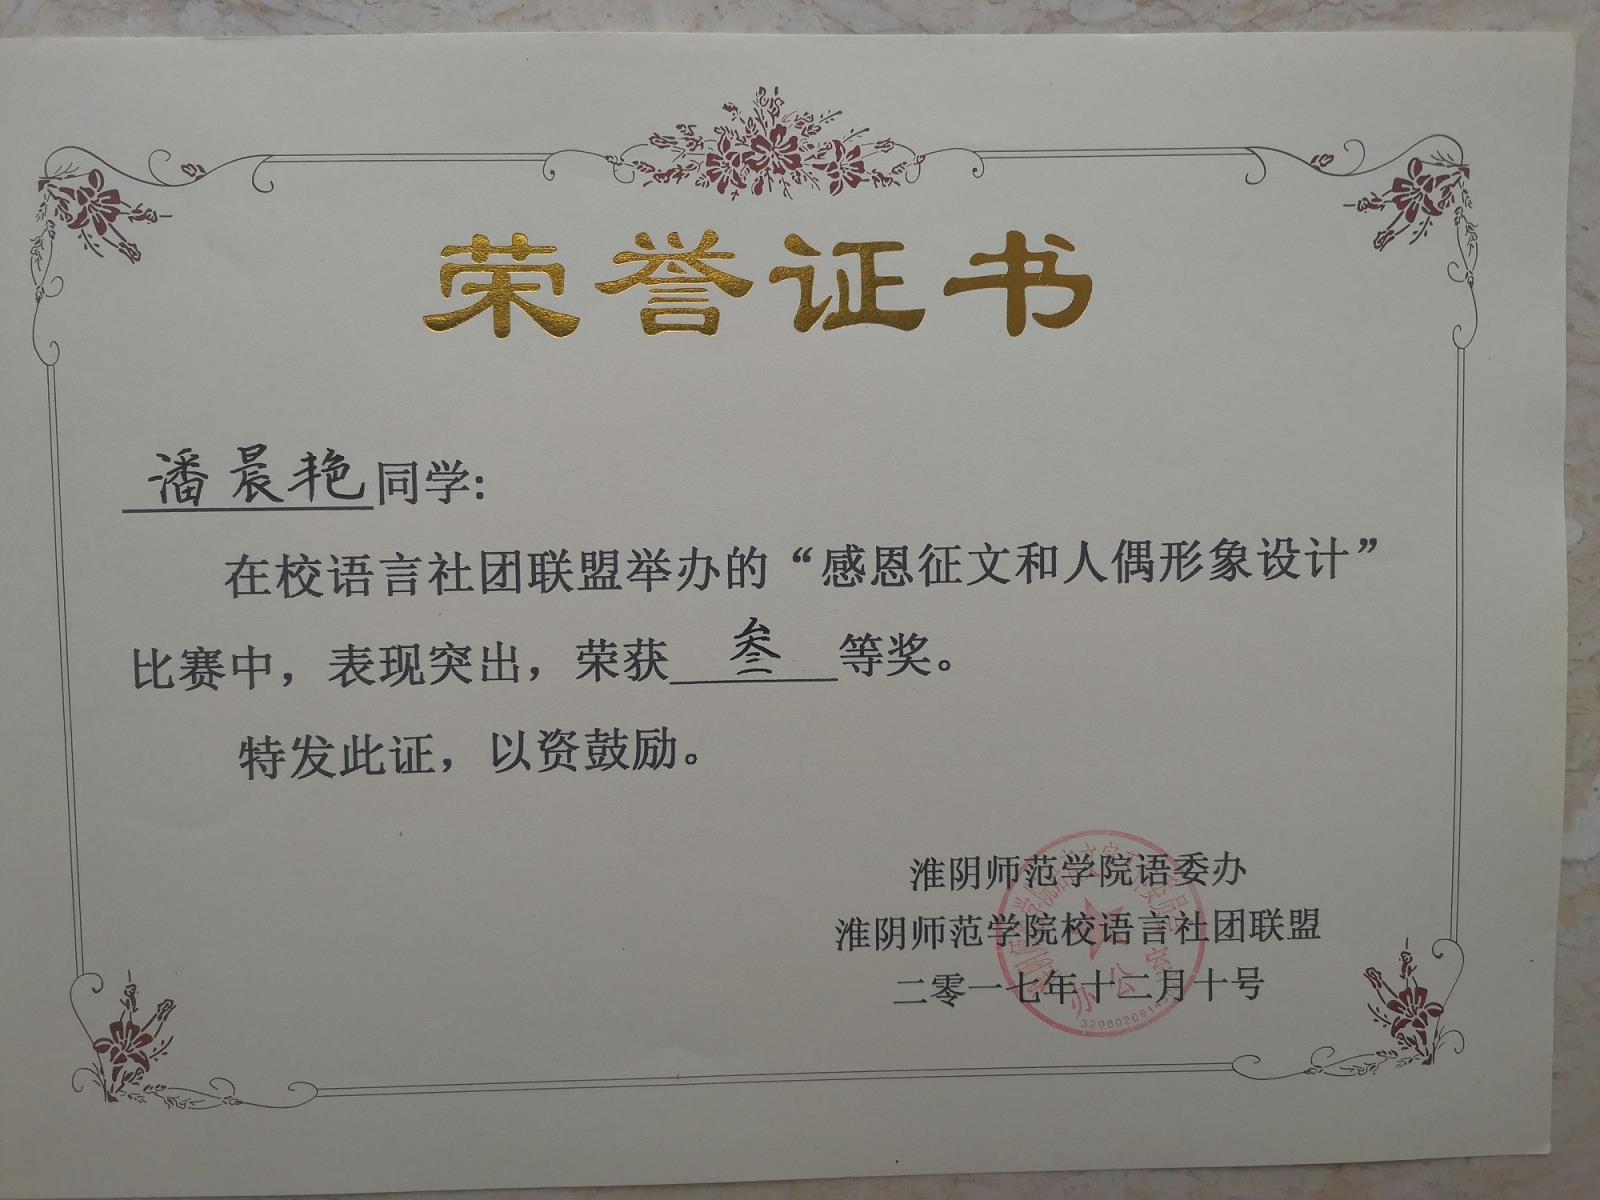 荣誉证书
潘晨艳同学:
在校语言社团联盟举办的“感恩征文和人偶形象设计”
比赛中，表现突出，荣获叁等奖。
特发此证，以资鼓励。
淮阴师范学院语委办
淮阴师范学院校语言社团联盟
二零一七年十二月十号
办公室